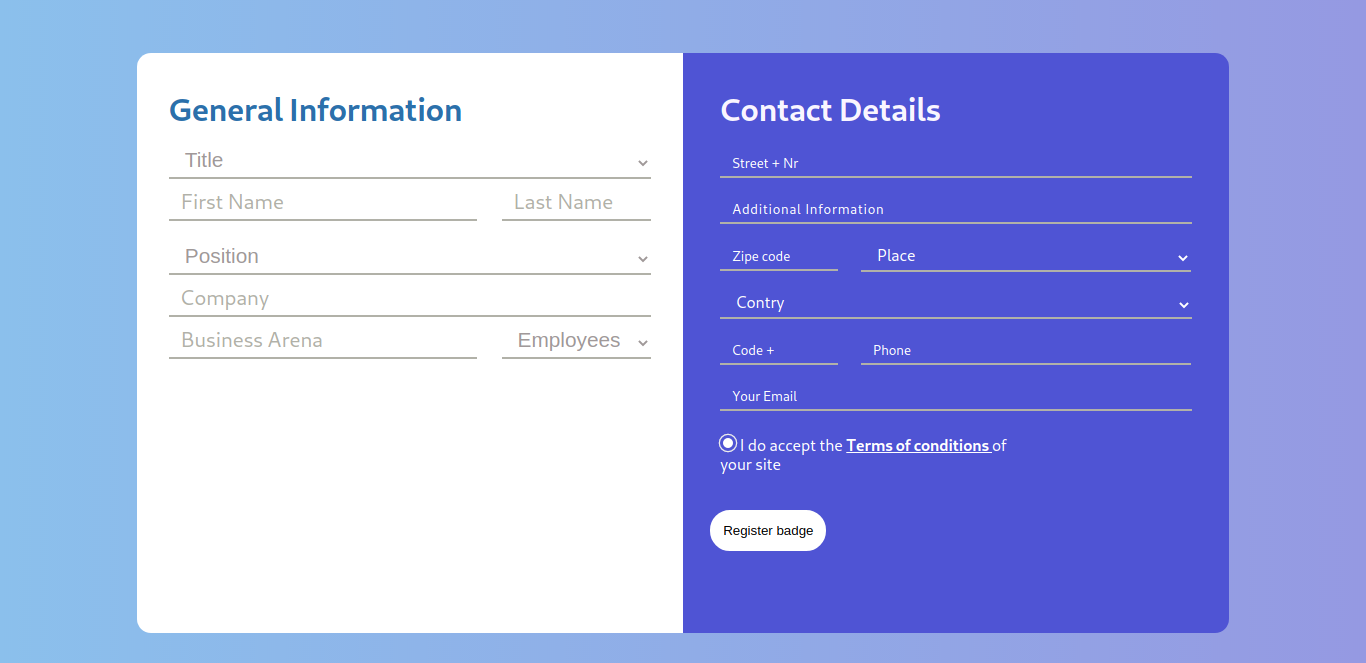 General Information
Title
First Name
Last Name
Position
Company
Business Arena
Employees
Contact Details
Street + Nr
Additional Information
Zipe code
Place
Contry
Code +
Phone
Your Email
I do accept the Terms of conditions of
your site
Register badge